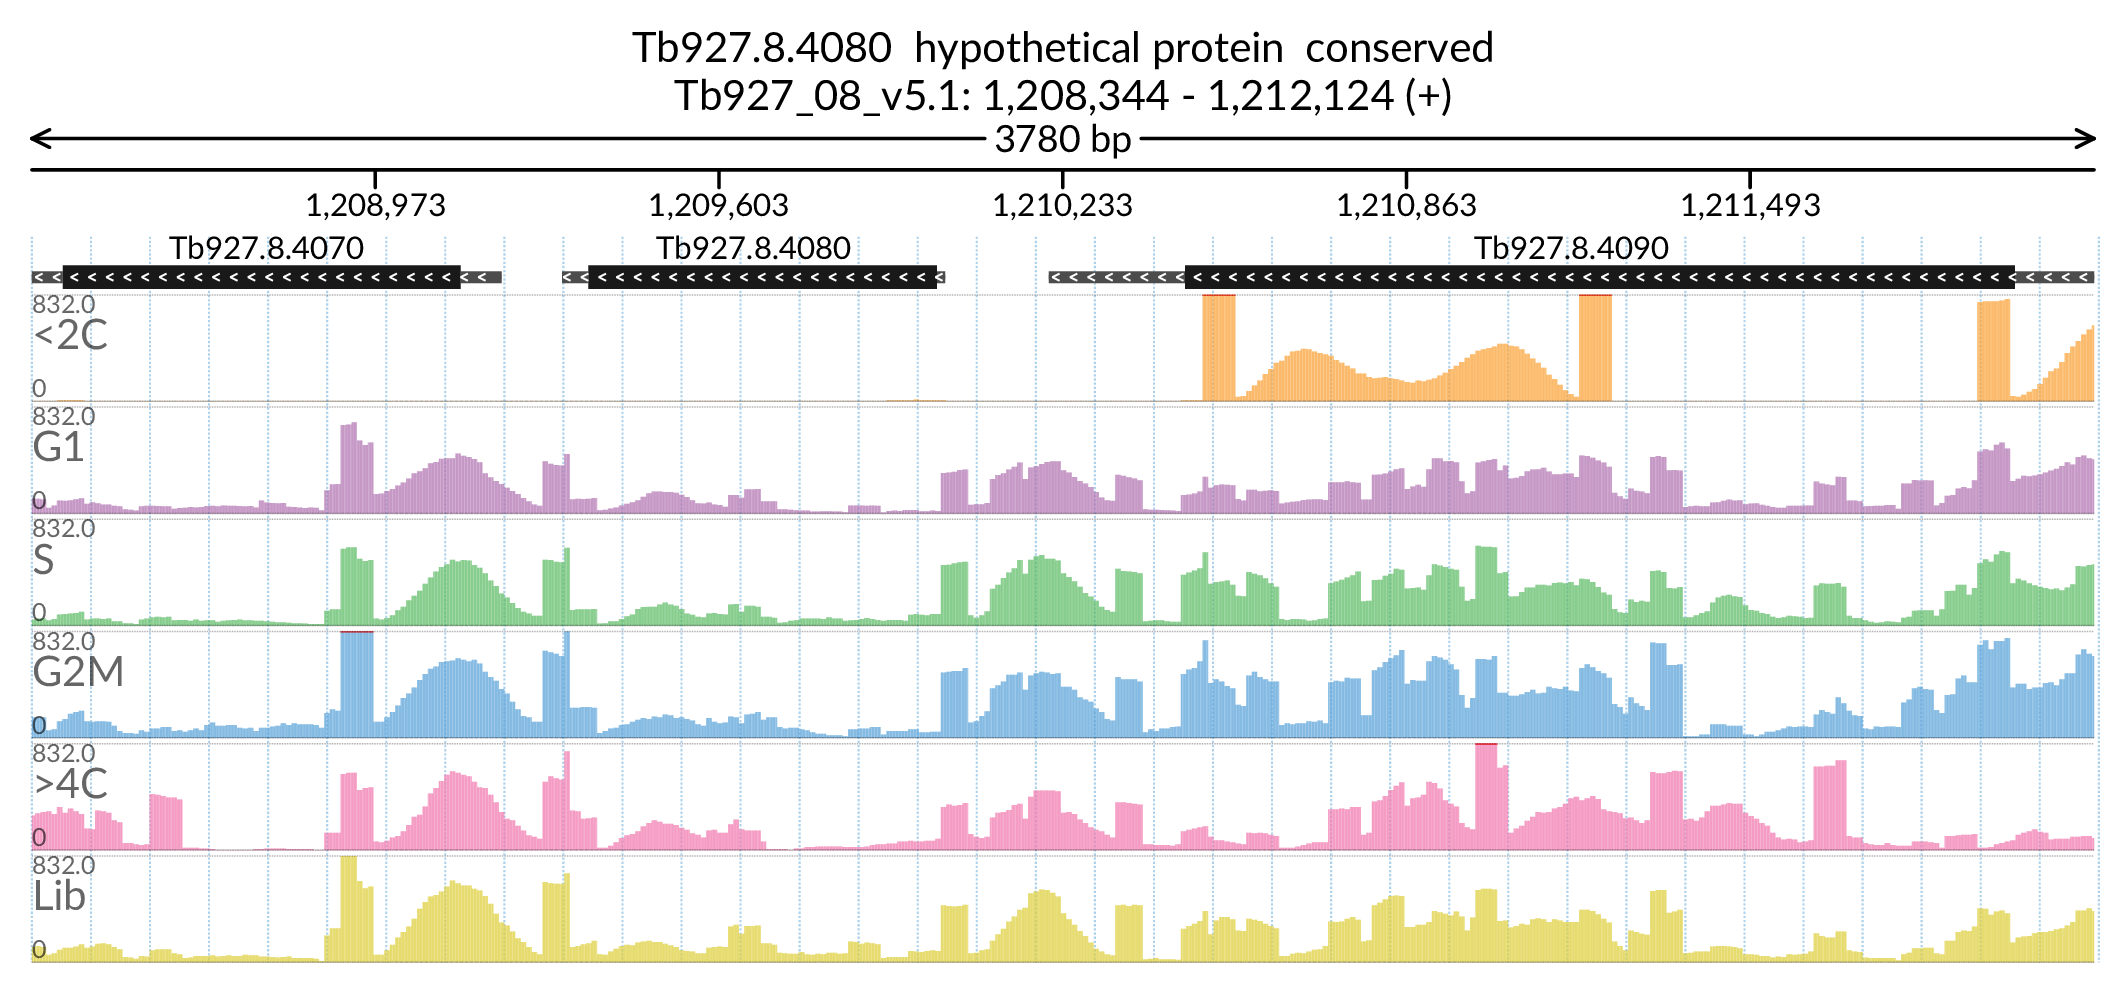 Tb927.8.4080  hypothetical protein  conserved
Tb927_08_v5.1: 1,208,344 - 1,212,124 (+)
3780 bp
1,208,973 1,209,603 1,210,233 1,210,863 1,211,493
Tb927.8.4070 Tb927.8.4080 Tb927.8.4090
832.0
<2C
0
832.0
G1
0
832.0
S
0
832.0
G2M
0
832.0
>4C
0
832.0
Lib
0